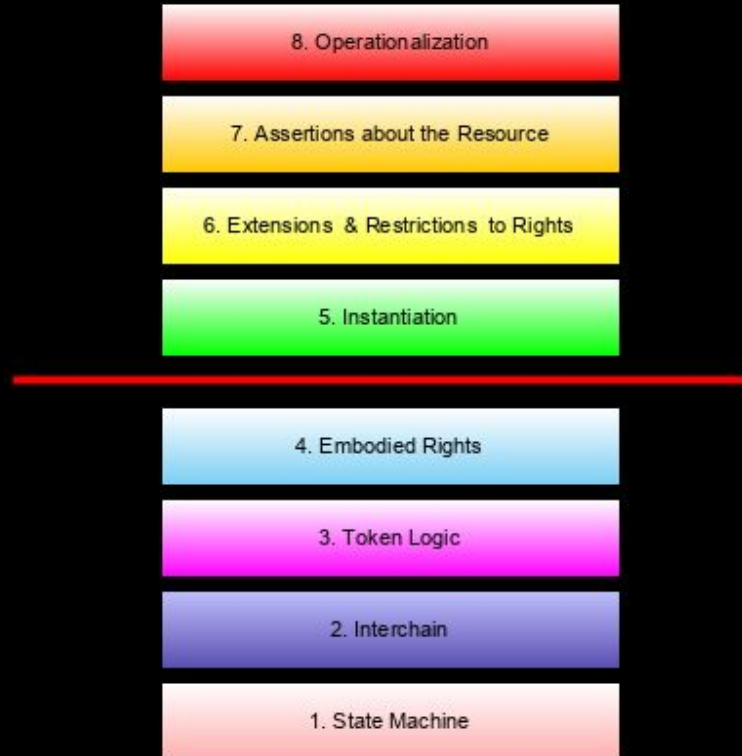 8. Operationalization
7. Assertions about the Resource
6. Extensions & Restrictions to Rights
5. Instantiation
4. Embodied Rights
3. Token Logic
2. Interchain
1. State Machine